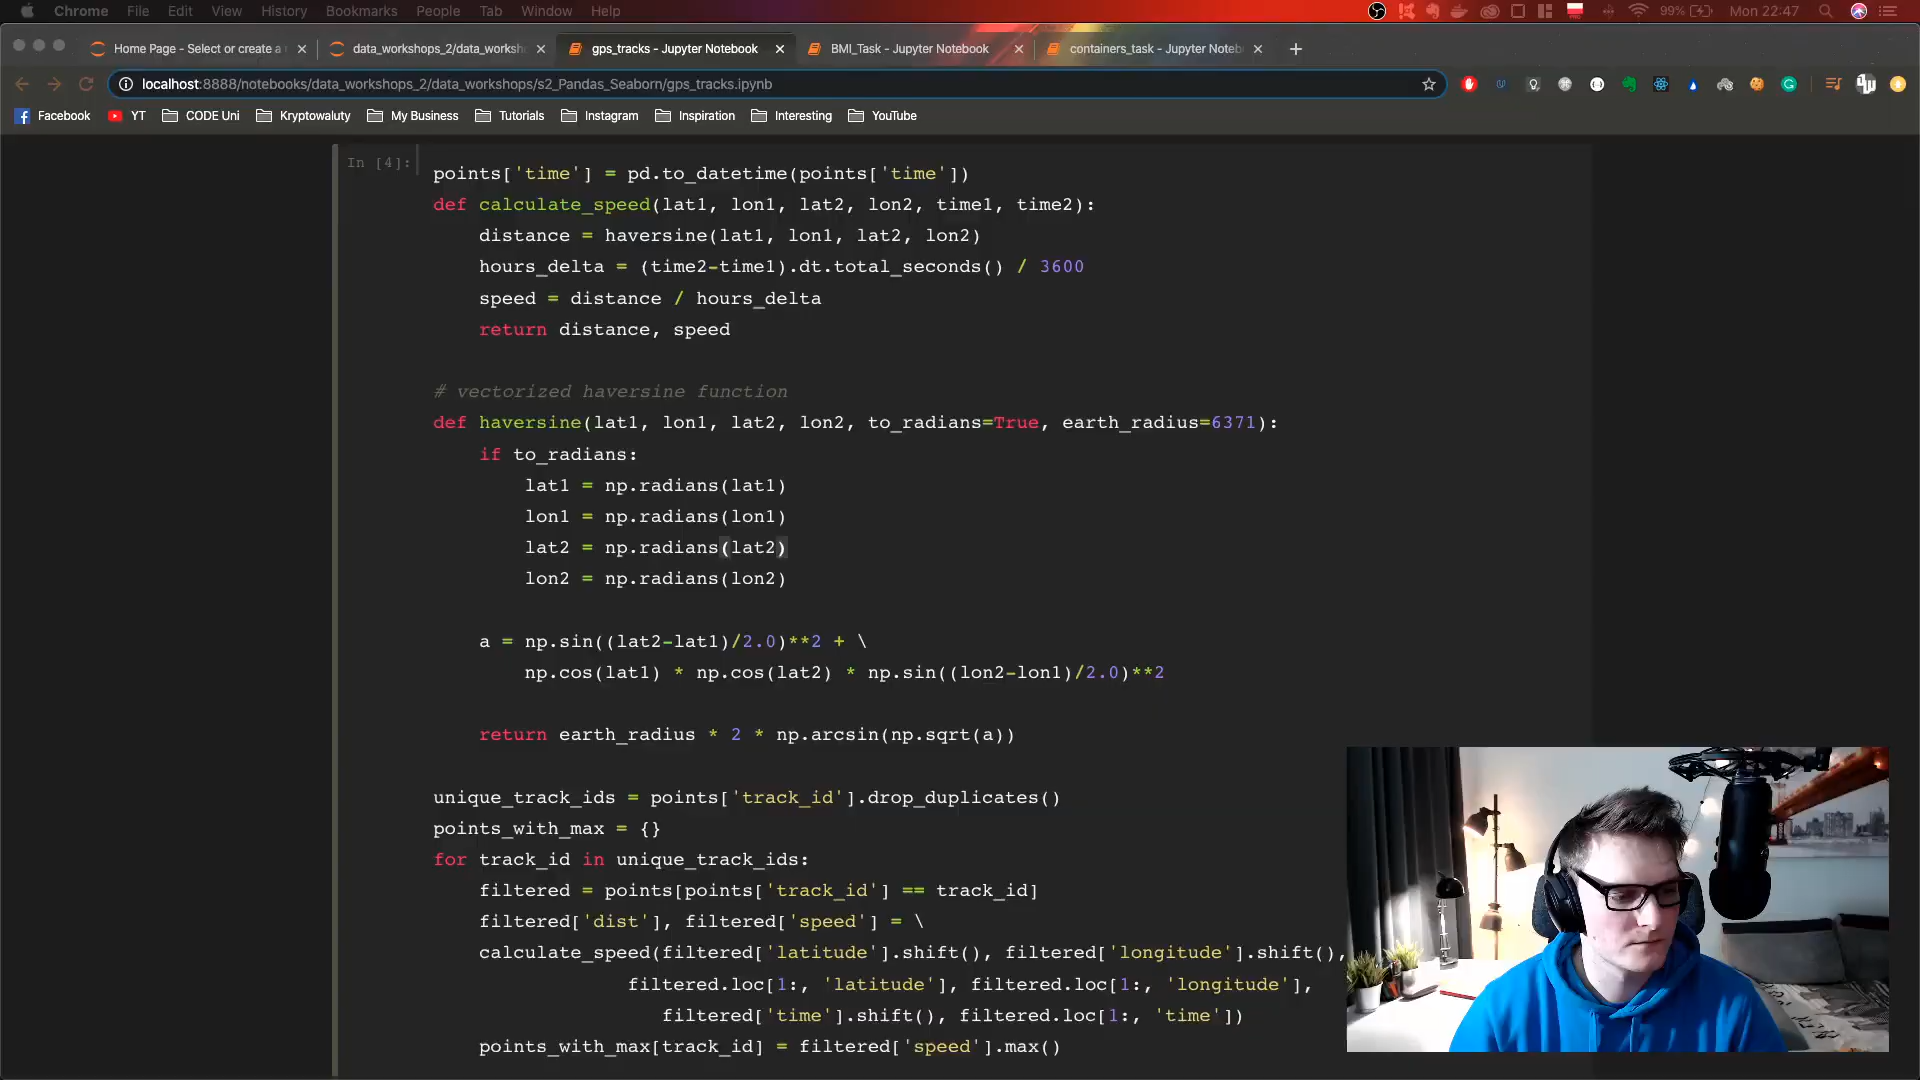 Chrome File Edit View History Bookmarks People Tab Window Help 99% Mon 22:47
Home Page - Select or create a data_workshops_2/data_worksh gps_tracks - Jupyter Notebook BMI_Task - Jupyter Notebook containers_task - Jupyter Noteb
localhost:8888/notebooks/data_workshops_2/data_workshops/s2_Pandas_Seaborn/gps_tracks.ipynb
Facebook YT CODE Uni Kryptowaluty My Business Tutorials Instagram Inspiration Interesting YouTube
In [4]:
points['time'] = pd.to_datetime(points['time'])
def calculate_speed(lat1, lon1, lat2, lon2, time1, time2):
    distance = haversine(lat1, lon1, lat2, lon2)
    hours_delta = (time2-time1).dt.total_seconds() / 3600
    speed = distance / hours_delta
    return distance, speed
# vectorized haversine function
def haversine(lat1, lon1, lat2, lon2, to_radians=True, earth_radius=6371):
    if to_radians:
        lat1 = np.radians(lat1)
        lon1 = np.radians(lon1)
        lat2 = np.radians(lat2)
        lon2 = np.radians(lon2)
    a = np.sin((lat2-lat1)/2.0)**2 + \
        np.cos(lat1) * np.cos(lat2) * np.sin((lon2-lon1)/2.0)**2
    return earth_radius * 2 * np.arcsin(np.sqrt(a))
unique_track_ids = points['track_id'].drop_duplicates()
points_with_max = {}
for track_id in unique_track_ids:
    filtered = points[points['track_id'] == track_id]
    filtered['dist'], filtered['speed'] = \
    calculate_speed(filtered['latitude'].shift(), filtered['longitude'].shift(),
                 filtered.loc[1:, 'latitude'], filtered.loc[1:, 'longitude'],
                    filtered['time'].shift(), filtered.loc[1:, 'time'])
    points_with_max[track_id] = filtered['speed'].max()